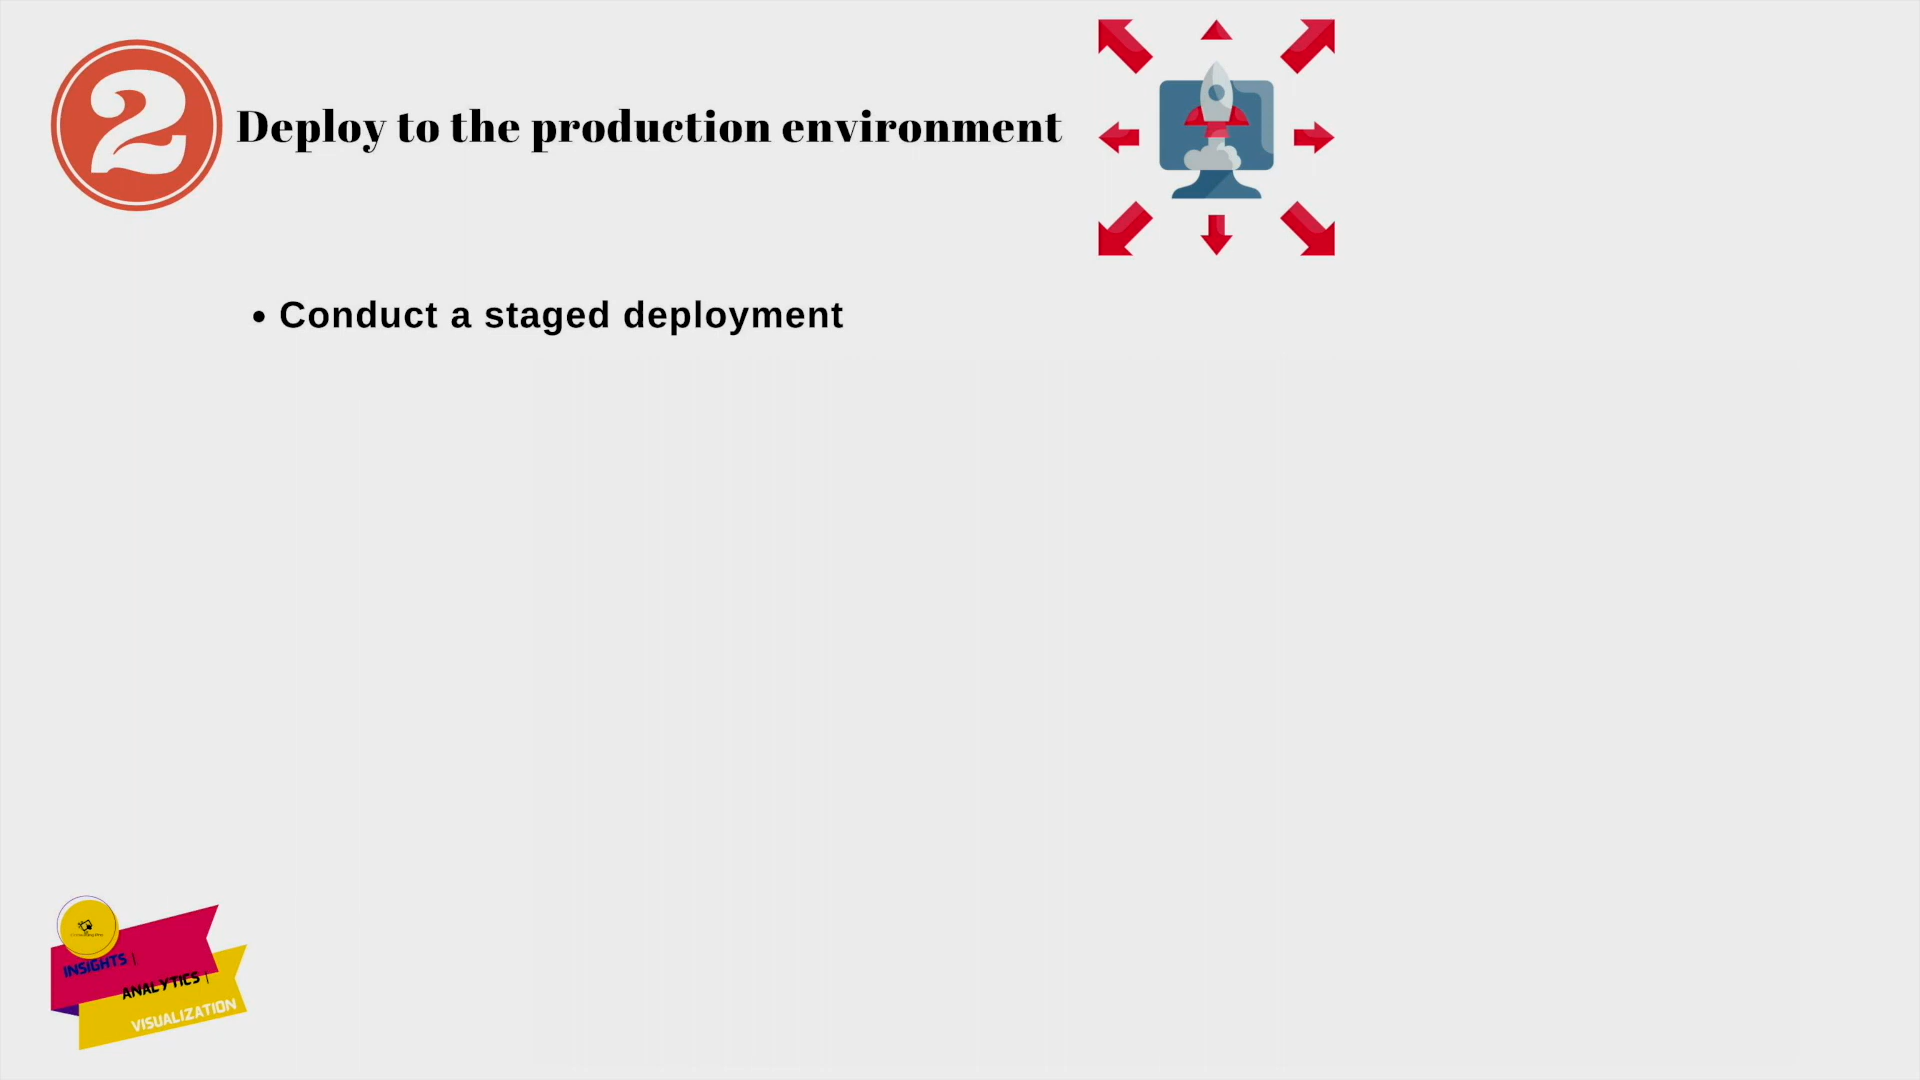 2
Deploy to the production environment
• Conduct a staged deployment
INSIGHTS |
ANALYTICS |
VISUALIZATION